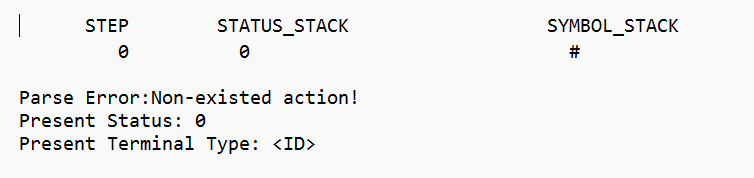 STEP STATUS_STACK SYMBOL_STACK
0 0 #
Parse Error:Non-existed action!
Present Status: 0
Present Terminal Type: <ID>